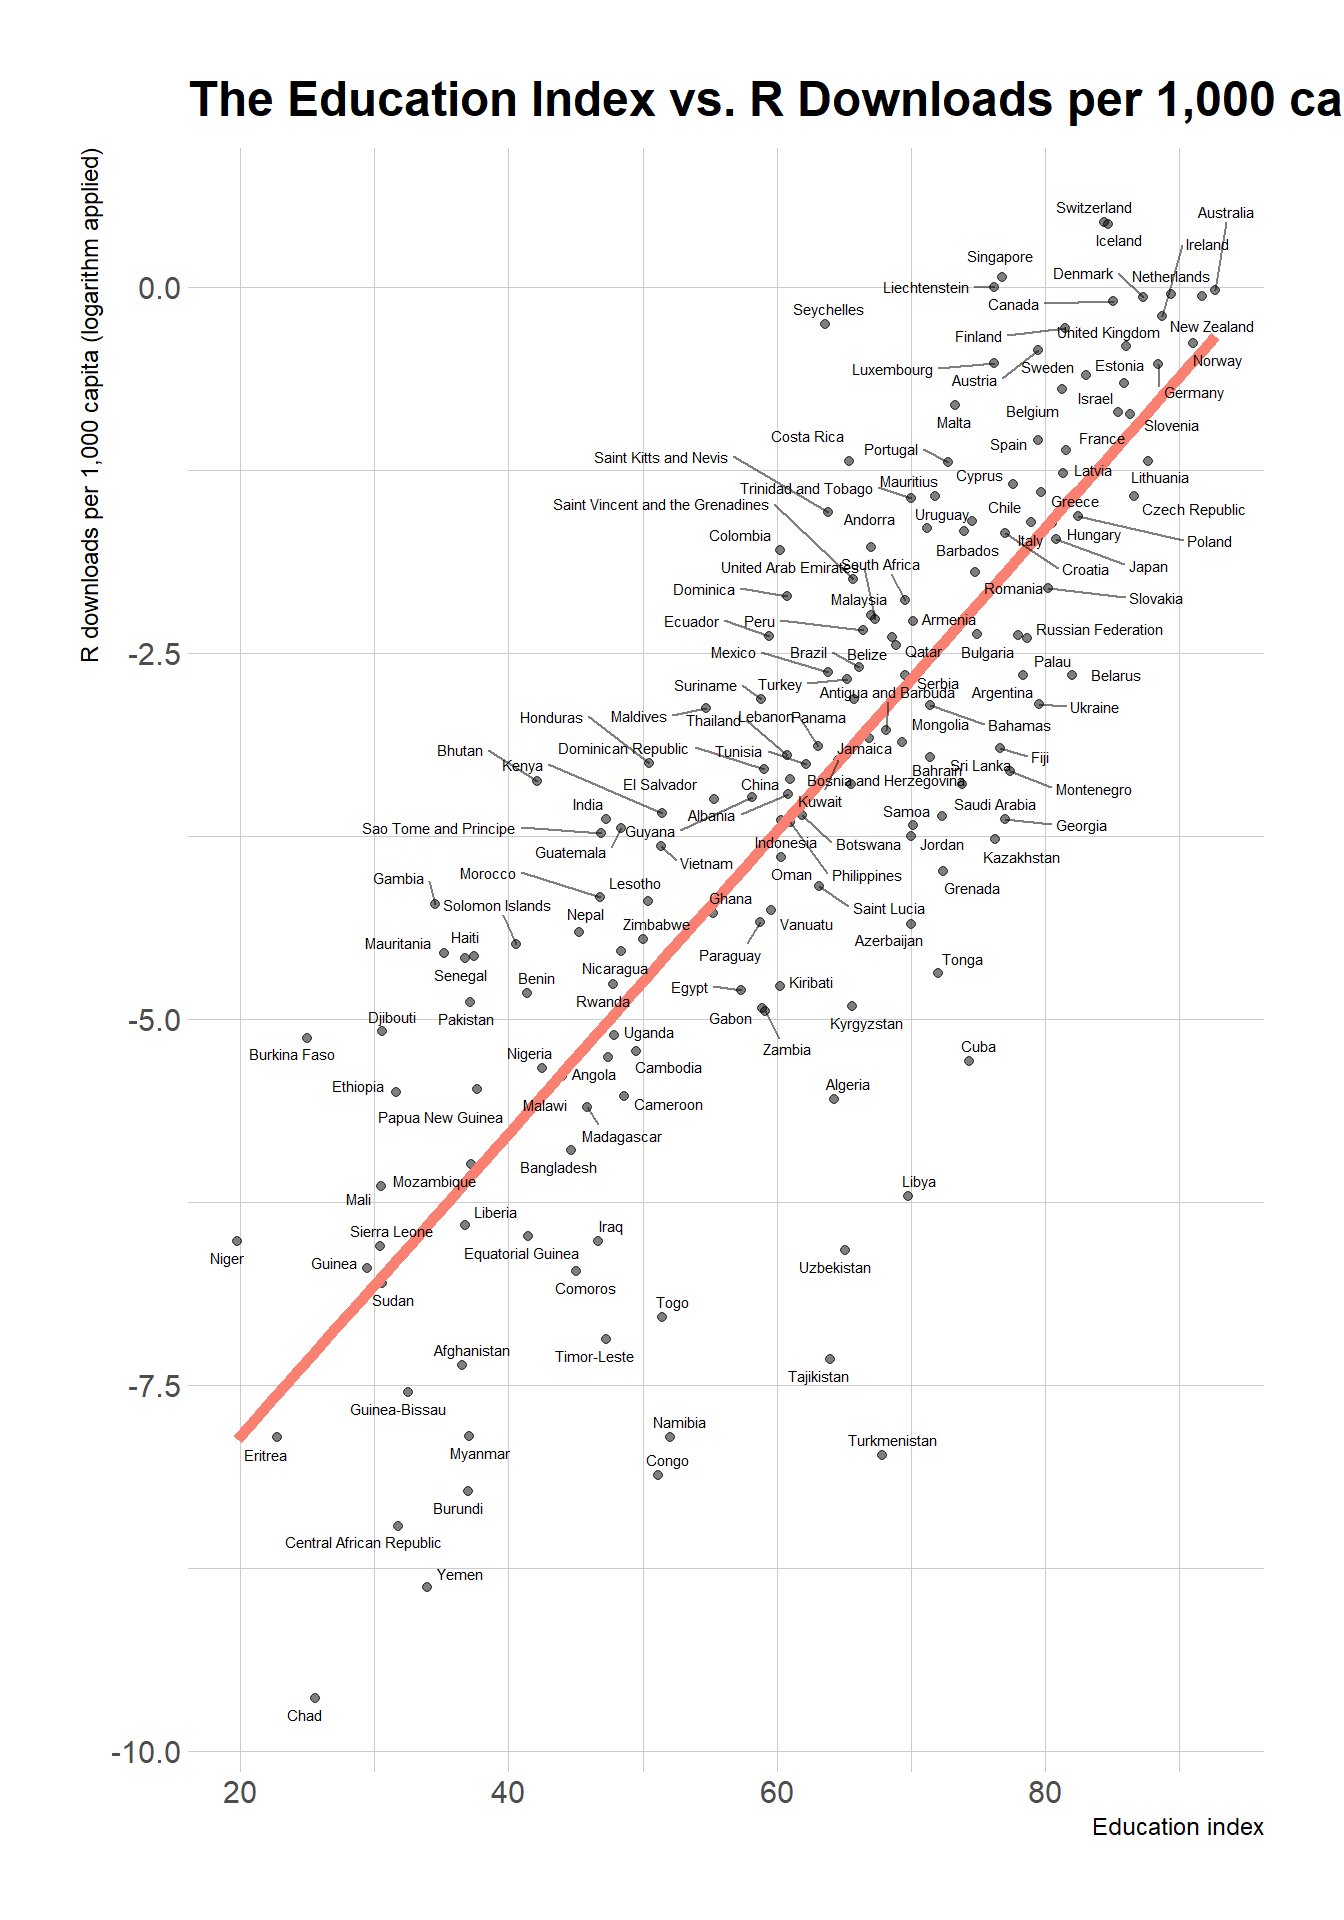 The Education Index vs. R Downloads per 1,000 ca
R downloads per 1,000 capita (logarithm applied)
Switzerland
Australia
Iceland
Ireland
Singapore
Denmark
Netherlands
0.0
Liechtenstein
Canada
Seychelles
New Zealand
Finland
United Kingdom
Norway
Luxembourg
Sweden
Estonia
Austria
Germany
Israel
Belgium
Malta
Slovenia
Costa Rica
France
Spain
Portugal
Saint Kitts and Nevis
Latvia
Cyprus
Lithuania
Mauritius
Trinidad and Tobago
Saint Vincent and the Grenadines
Greece
Chile
Czech Republic
Uruguay
Andorra
Colombia
Hungary
Italy
Poland
Barbados
South Africa
United Arab Emirates
Japan
Croatia
Dominica
Romania
Malaysia
Slovakia
Ecuador
Peru
Armenia
Russian Federation
-2.5
Mexico
Brazil
Belize
Qatar
Bulgaria
Palau
Belarus
Suriname
Turkey
Serbia
Antigua and Barbuda
Argentina
Ukraine
Honduras
Maldives
Thailand
Lebanon
Panama
Mongolia
Bahamas
Bhutan
Dominican Republic
Tunisia
Jamaica
Fiji
Kenya
Sri Lanka
Bahrain
El Salvador
China
Bosnia and Herzegovina
Montenegro
India
Kuwait
Albania
Samoa
Saudi Arabia
Georgia
Sao Tome and Principe
Guyana
Guatemala
Indonesia
Botswana
Jordan
Vietnam
Kazakhstan
Morocco
Gambia
Lesotho
Oman
Philippines
Grenada
Solomon Islands
Ghana
Saint Lucia
Nepal
Zimbabwe
Vanuatu
Mauritania
Haiti
Azerbaijan
Paraguay
Tonga
Senegal
Nicaragua
Benin
Egypt
Kiribati
Rwanda
-5.0
Pakistan
Djibouti
Gabon
Kyrgyzstan
Uganda
Burkina Faso
Nigeria
Zambia
Cuba
Cambodia
Angola
Ethiopia
Algeria
Papua New Guinea
Malawi
Cameroon
Madagascar
Bangladesh
Mozambique
Libya
Mali
Liberia
Sierra Leone
Iraq
Niger
Guinea
Equatorial Guinea
Uzbekistan
Comoros
Sudan
Togo
Afghanistan
Timor-Leste
Tajikistan
-7.5
Guinea-Bissau
Namibia
Turkmenistan
Eritrea
Myanmar
Congo
Burundi
Central African Republic
Yemen
Chad
-10.0
20
40
60
80
Education index